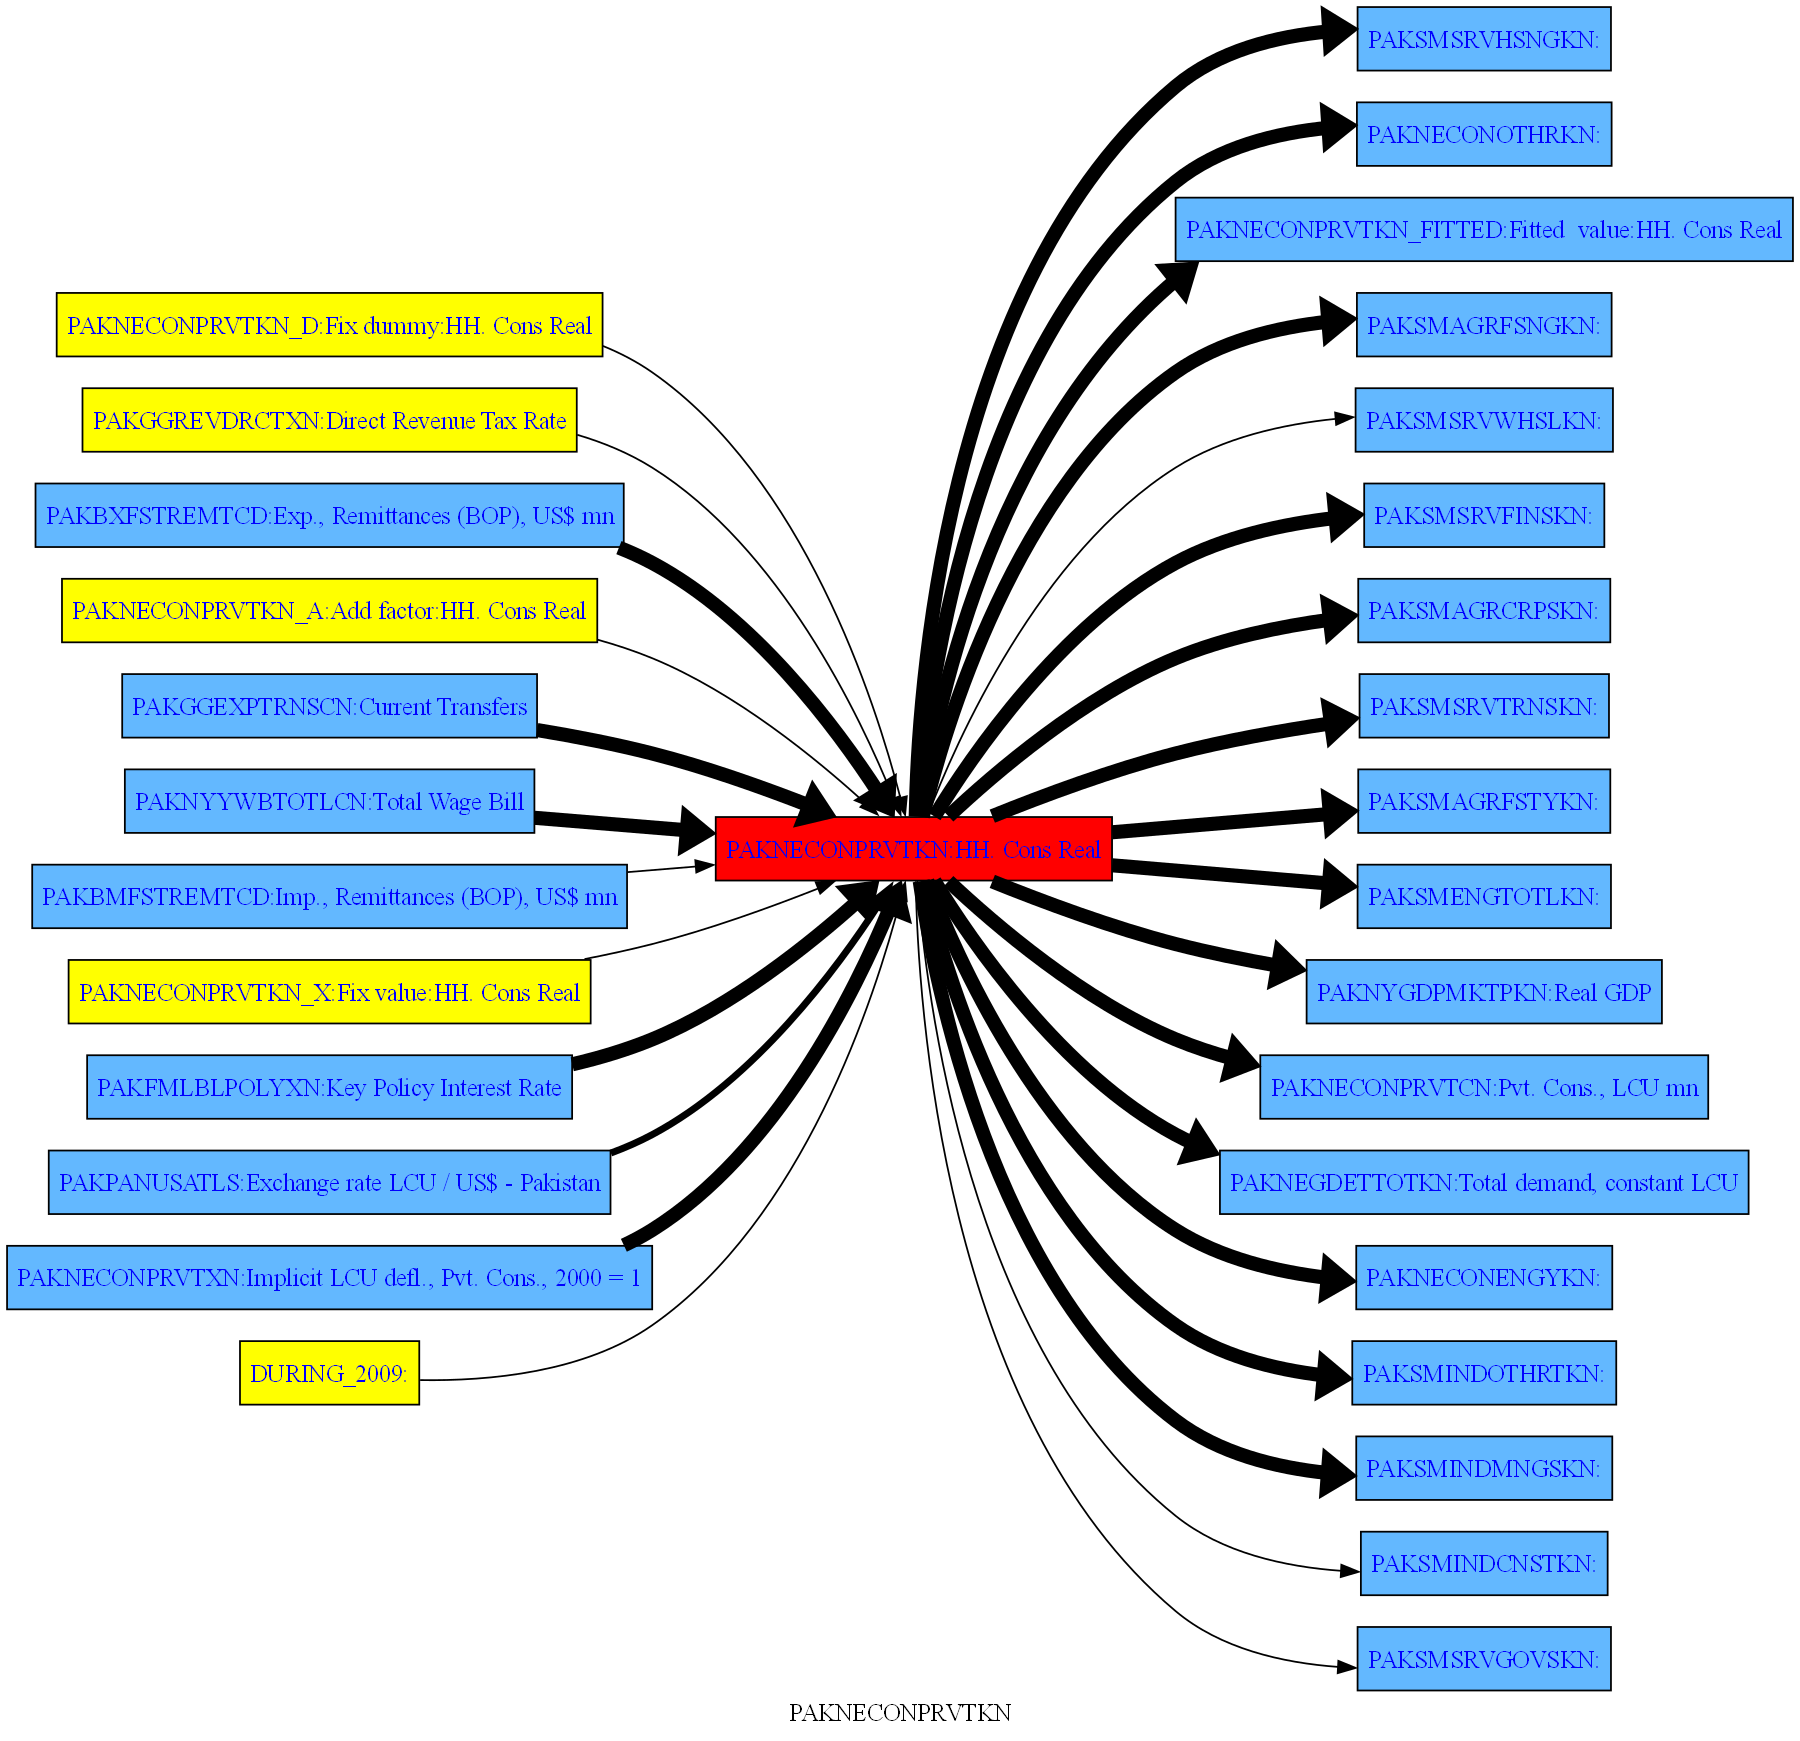 PAKSMSRVHSNGKN:
PAKNECONOTHRKN:
PAKNECONPRVTKN_FITTED:Fitted  value:HH. Cons Real
PAKNECONPRVTKN_D:Fix dummy:HH. Cons Real
PAKSMAGRFSNGKN:
PAKGGREVDRCTXN:Direct Revenue Tax Rate
PAKSMSRVWHSLKN:
PAKBXFSTREMTCD:Exp., Remittances (BOP), US$ mn
PAKSMSRVFINSKN:
PAKNECONPRVTKN_A:Add factor:HH. Cons Real
PAKSMAGRCRPSKN:
PAKGGEXPTRNSCN:Current Transfers
PAKSMSRVTRNSKN:
PAKNYYWBTOTLCN:Total Wage Bill
PAKSMAGRFSTYKN:
PAKNECONPRVTKN:HH. Cons Real
PAKBMFSTREMTCD:Imp., Remittances (BOP), US$ mn
PAKSMENGTOTLKN:
PAKNECONPRVTKN_X:Fix value:HH. Cons Real
PAKNYGDPMKTPKN:Real GDP
PAKFMLBLPOLYXN:Key Policy Interest Rate
PAKNECONPRVTCN:Pvt. Cons., LCU mn
PAKPANUSATLS:Exchange rate LCU / US$ - Pakistan
PAKNEGDETTOTKN:Total demand, constant LCU
PAKNECONPRVTXN:Implicit LCU defl., Pvt. Cons., 2000 = 1
PAKNECONENGYKN:
DURING_2009:
PAKSMINDOTHRTKN:
PAKSMINDMNGSKN:
PAKSMINDCNSTKN:
PAKSMSRVGOVSKN:
PAKNECONPRVTKN